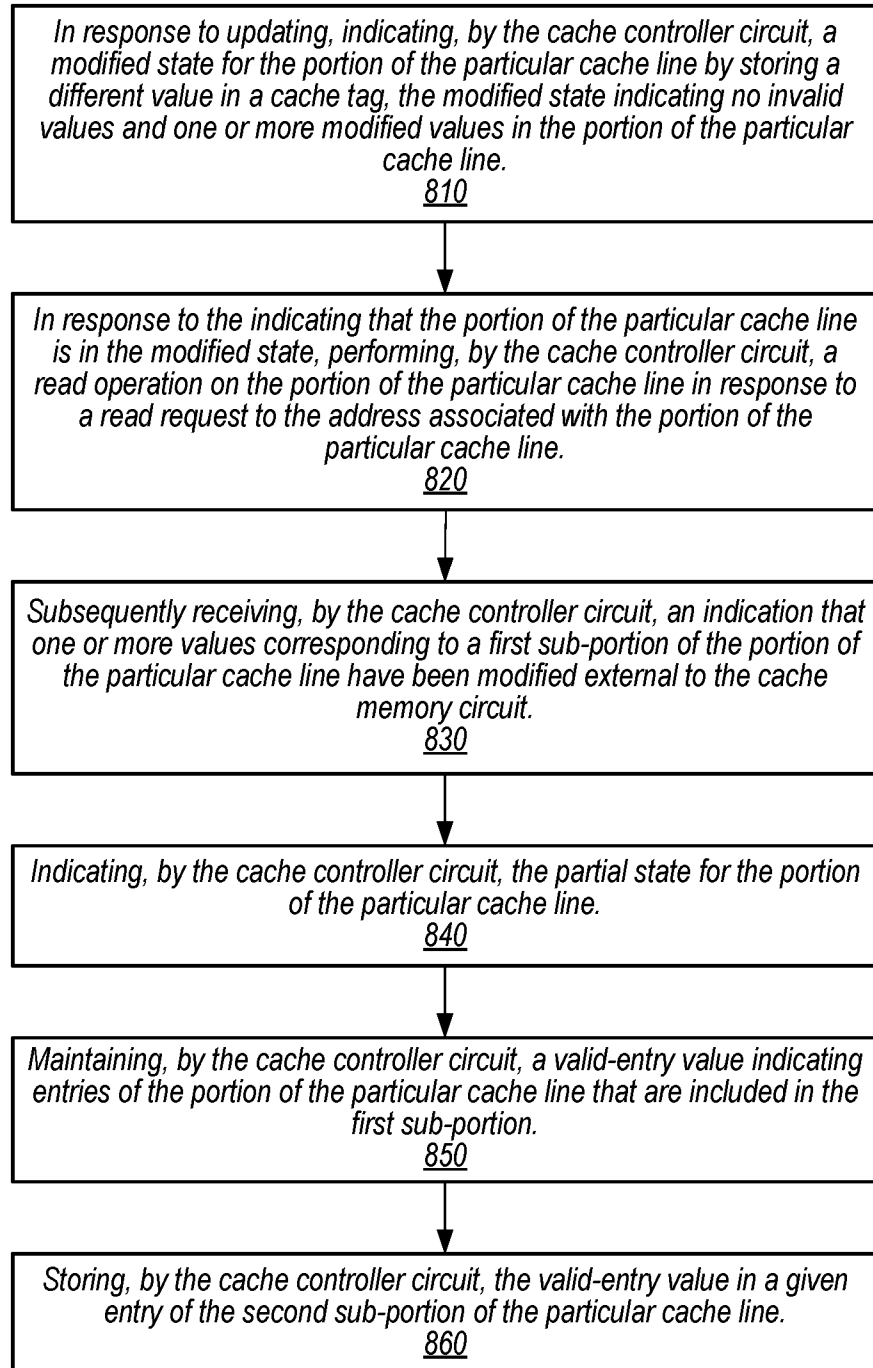 In response to updating, indicating, by the cache controller circuit, a
modified state for the portion of the particular cache line by storing a
different value in a cache tag, the modified state indicating no invalid
values and one or more modified values in the portion of the particular
cache line.
810
In response to the indicating that the portion of the particular cache line
is in the modified state, performing, by the cache controller circuit, a
read operation on the portion of the particular cache line in response to
a read request to the address associated with the portion of the
particular cache line.
820
Subsequently receiving, by the cache controller circuit, an indication that
one or more values corresponding to a first sub-portion of the portion of
the particular cache line have been modified external to the cache
memory circuit.
830
Indicating, by the cache controller circuit, the partial state for the portion
of the particular cache line.
840
Maintaining, by the cache controller circuit, a valid-entry value indicating
entries of the portion of the particular cache line that are included in the
first sub-portion.
850
Storing, by the cache controller circuit, the valid-entry value in a given
entry of the second sub-portion of the particular cache line.
860